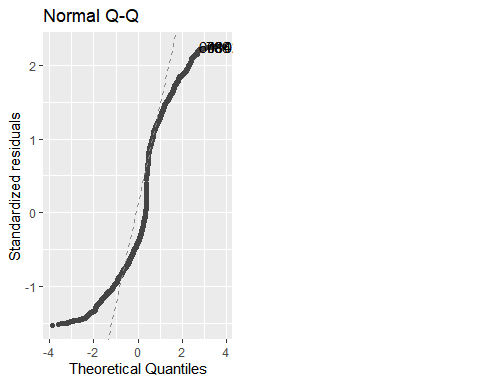 Normal Q-Q
2
1
0
-1
-4 -2 0 2 4
Standardized residuals
Theoretical Quantiles